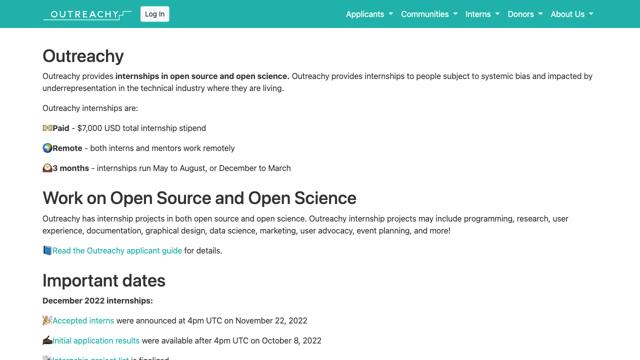 OUTREACHY
Log In
Applicants
Communities
Interns
Donors
About Us
Outreachy
Outreachy provides internships in open source and open science. Outreachy provides internships to people subject to systemic bias and impacted by
underrepresentation in the technical industry where they are living.
Outreachy internships are:
Paid - $7,000 USD total internship stipend
Remote - both interns and mentors work remotely
3 months - internships run May to August, or December to March
Work on Open Source and Open Science
Outreachy has internship projects in both open source and open science. Outreachy internship projects may include programming, research, user
experience, documentation, graphical design, data science, marketing, user advocacy, event planning, and more!
Read the Outreachy applicant guide for details.
Important dates
December 2022 internships:
Accepted interns were announced at 4pm UTC on November 22, 2022
Initial application results were available after 4pm UTC on October 8, 2022
Internship project list is finalized